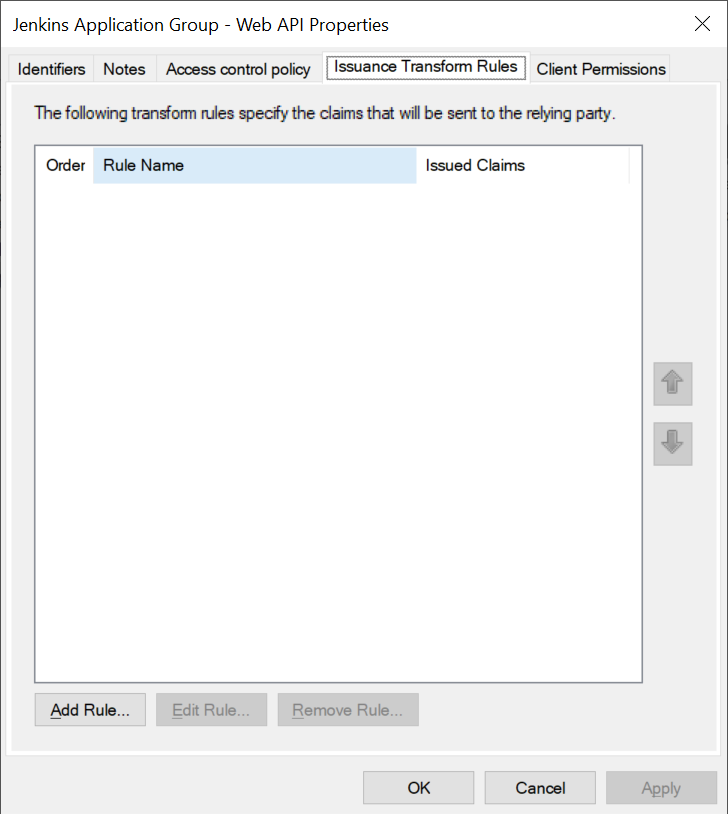 Jenkins Application Group - Web API Properties
Identifiers Notes Access control policy Issuance Transform Rules Client Permissions
The following transform rules specify the claims that will be sent to the relying party.
Order Rule Name Issued Claims
Add Rule... Edit Rule... Remove Rule...
OK Cancel Apply